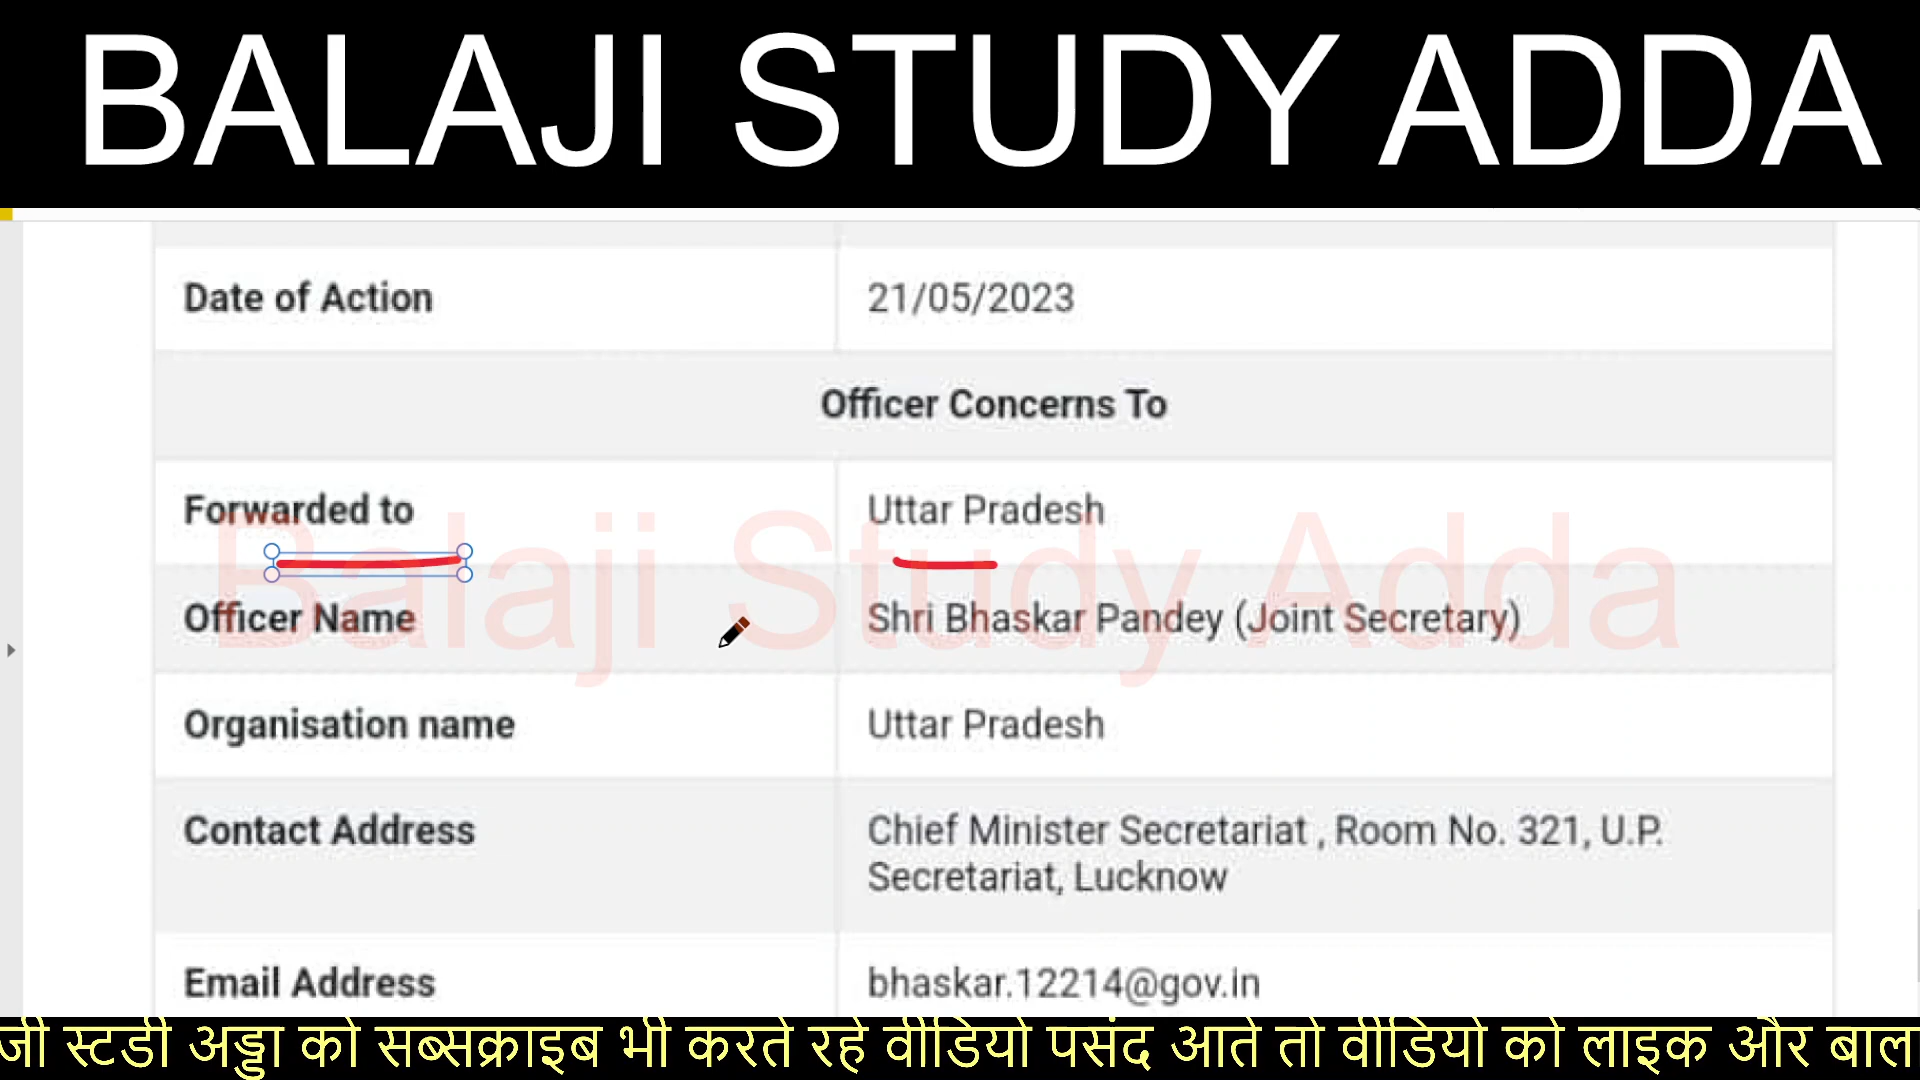 BALAJI STUDY ADDA
Date of Action 21/05/2023
Officer Concerns To
Forwarded to Uttar Pradesh
Balaji Study Adda
Officer Name Shri Bhaskar Pandey (Joint Secretary)
Organisation name Uttar Pradesh
Contact Address Chief Minister Secretariat , Room No. 321, U.P.
Secretariat, Lucknow
Email Address bhaskar.12214@gov.in
जी स्टडी अड्डा को सब्सक्राइब भी करते रहे वीडियो पसंद आते तो वीडियो को लाइक और बाल